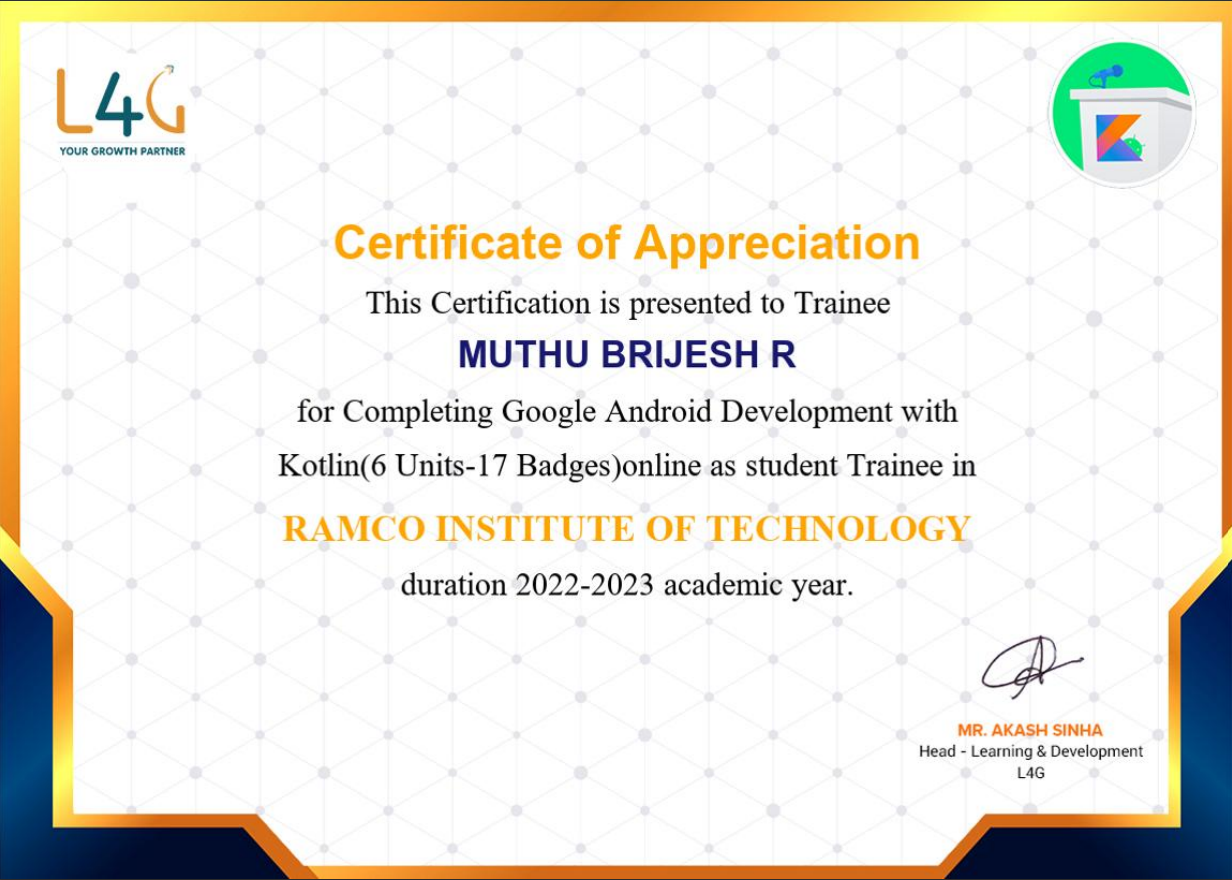 L4G
YOUR GROWTH PARTNER
Certificate of Appreciation
This Certification is presented to Trainee
MUTHU BRIJESH R
for Completing Google Android Development with
Kotlin(6 Units-17 Badges)online as student Trainee in
RAMCO INSTITUTE OF TECHNOLOGY
duration 2022-2023 academic year.
MR. AKASH SINHA
Head - Learning & Development
L4G